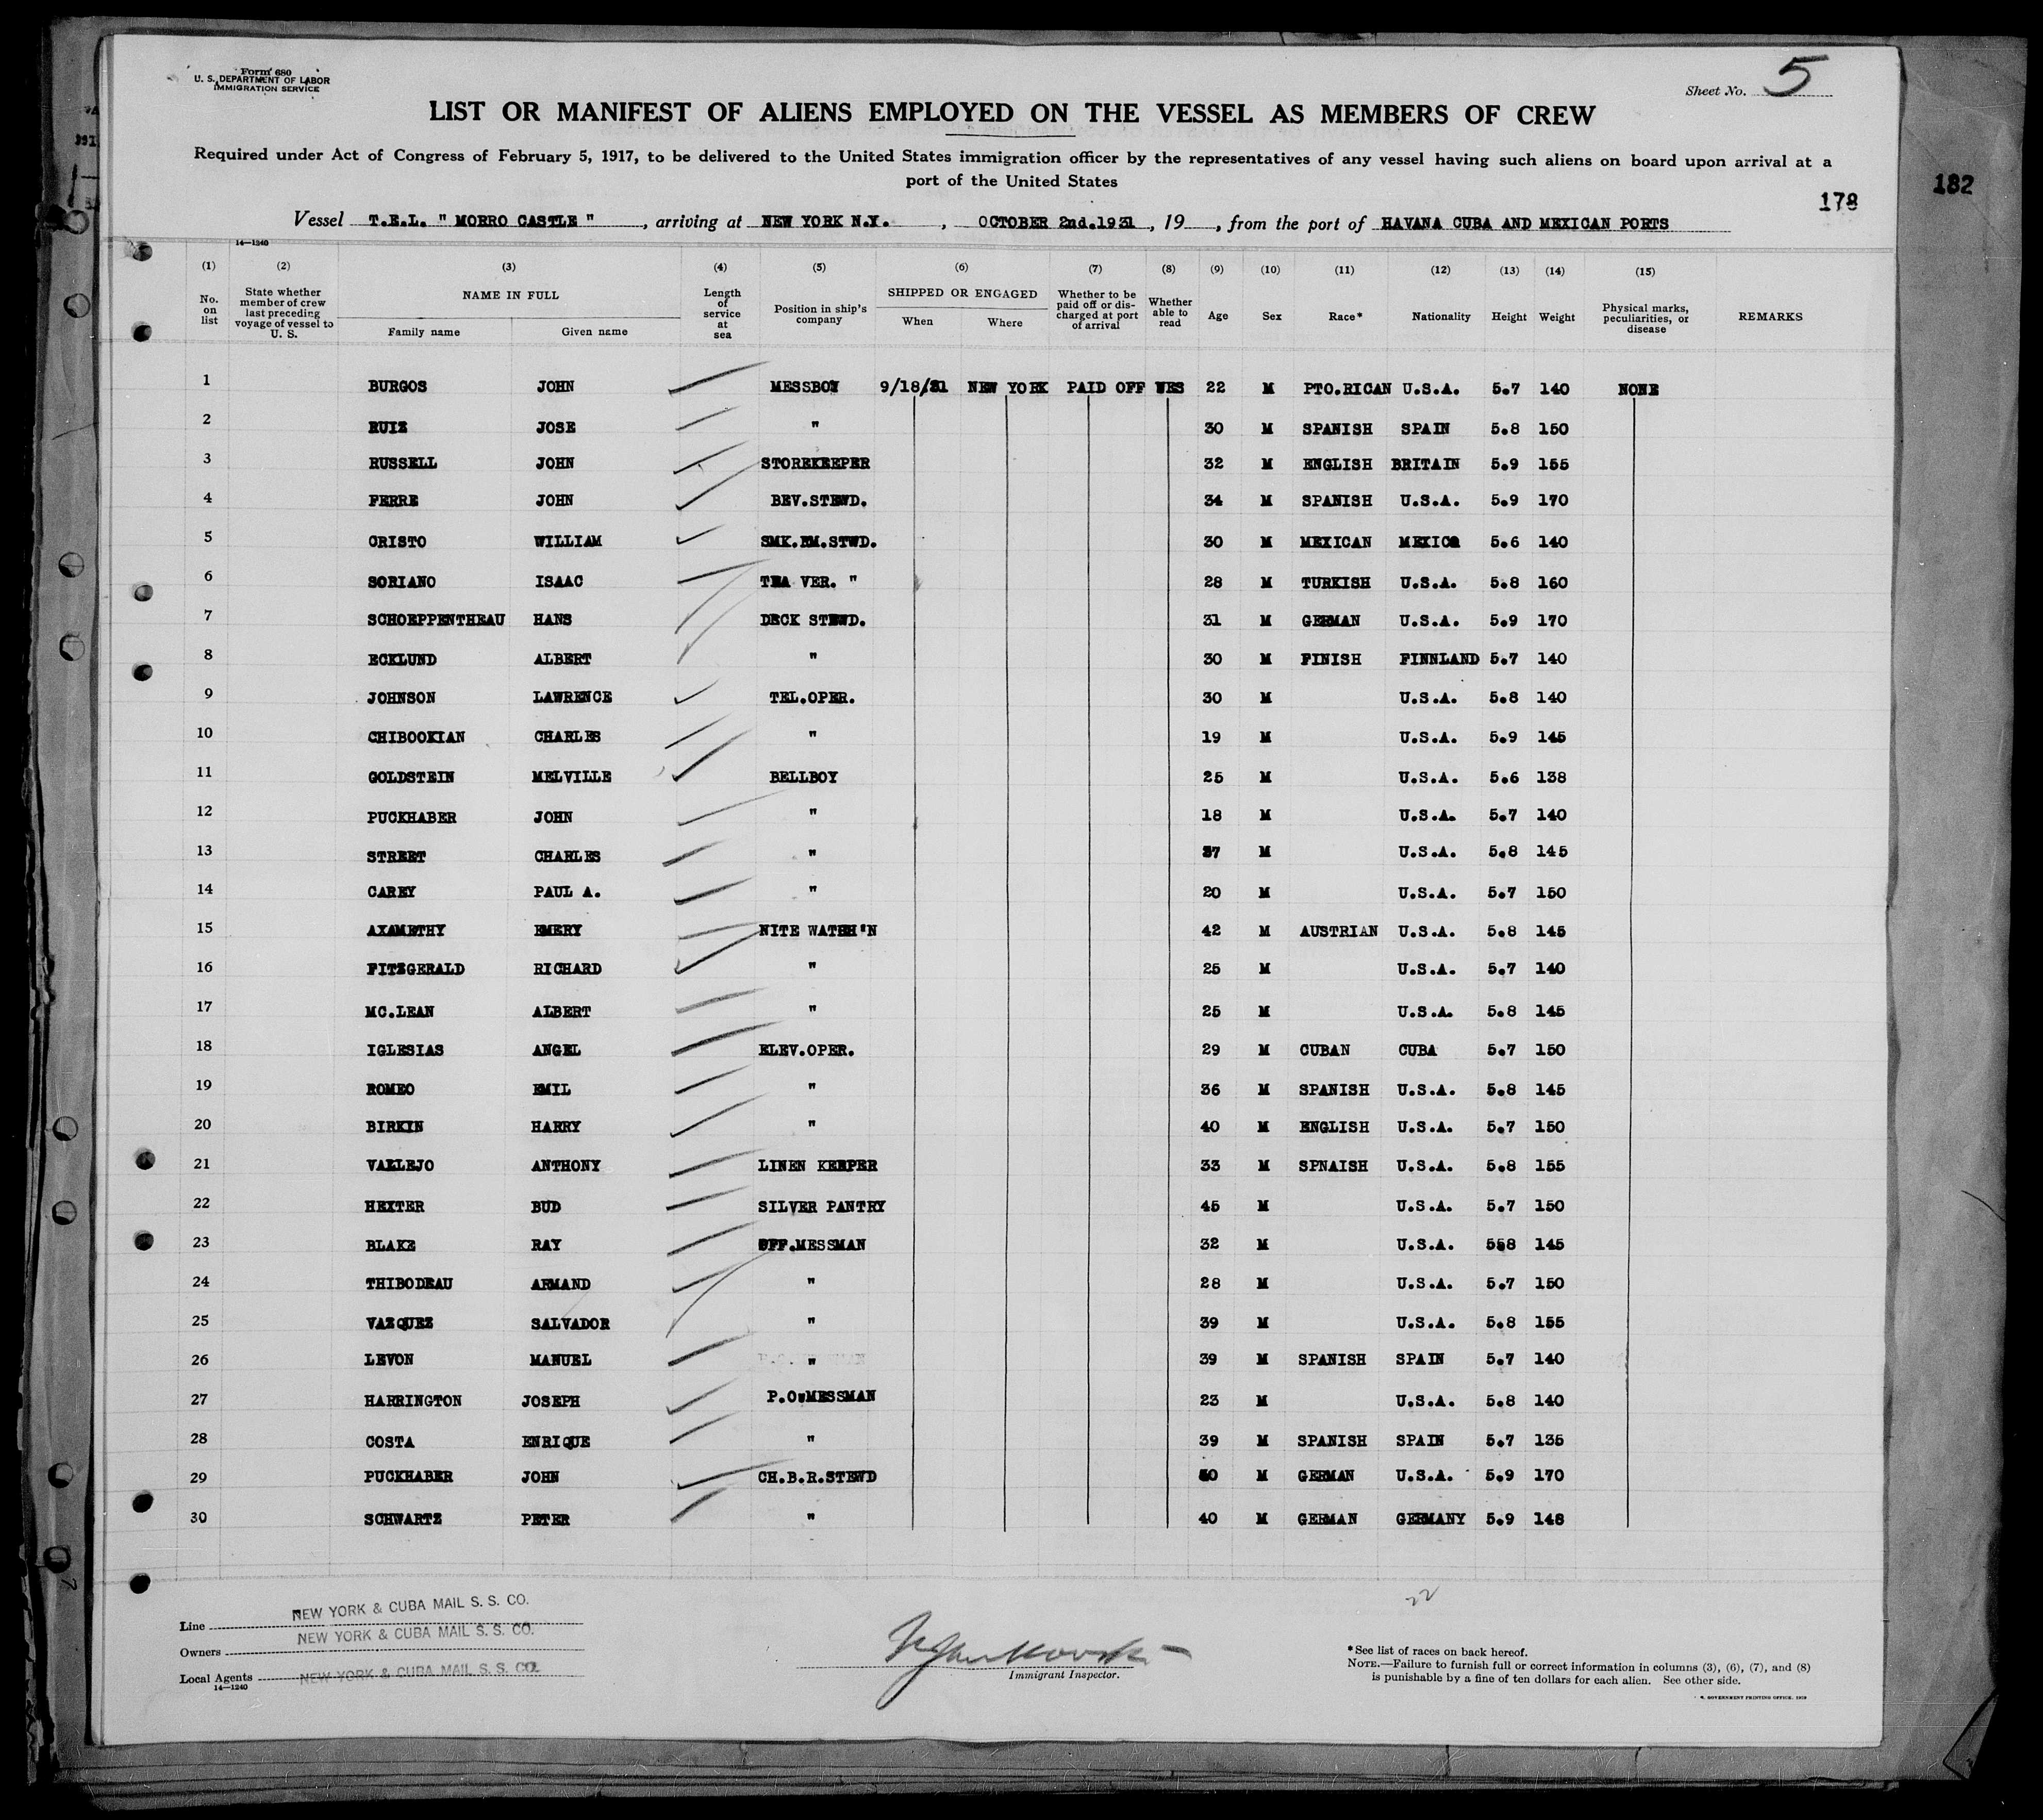 Form 680
U. S. DEPARTMENT OF LABOR
IMMIGRATION SERVICE
Sheet No. 5
LIST OR MANIFEST OF ALIENS EMPLOYED ON THE VESSEL AS MEMBERS OF CREW
Required under Act of Congress of February 5, 1917, to be delivered to the United States immigration officer by the representatives of any vessel having such aliens on board upon arrival at a
port of the United States
182
178
Vessel T.E.L. " MORRO CASTLE " , arriving at NEW YORK N.Y. , OCTOBER 2nd.1931 , 19 , from the port of HAVANA CUBA AND MEXICAN PORTS
14—1240
(1) (2) (3) (4) (5) (6) (7) (8) (9) (10) (11) (12) (13) (14) (15)
No. on list State whether member of crew last preceding voyage of vessel to U. S. NAME IN FULL Family name Given name Length of service at sea Position in ship's company SHIPPED OR ENGAGED When Where Whether to be paid off or discharged at port of arrival Whether able to read Age Sex Race* Nationality Height Weight Physical marks, peculiarities, or disease REMARKS
1 BURGOS JOHN MESSBOY 9/18/31 NEW YORK PAID OFF YES 22 M PTO.RICAN U.S.A. 5.7 140 NONE
2 RUIZ JOSE " 30 M SPANISH SPAIN 5.8 150
3 RUSSELL JOHN STOREKEEPER 32 M ENGLISH BRITAIN 5.9 155
4 FERRE JOHN BEV.STEWD. 34 M SPANISH U.S.A. 5.9 170
5 CRISTO WILLIAM SMK.RM.STWD. 30 M MEXICAN MEXICO 5.6 140
6 SORIANO ISAAC TEA VER. " 28 M TURKISH U.S.A. 5.8 160
7 SCHOEPPENTHEAU HANS DECK STEWD. 31 M GERMAN U.S.A. 5.9 170
8 ECKLUND ALBERT " 30 M FINISH FINNLAND 5.7 140
9 JOHNSON LAWRENCE TEL.OPER. 30 M U.S.A. 5.8 140
10 CHIBOOKIAN CHARLES " 19 M U.S.A. 5.9 145
11 GOLDSTEIN MELVILLE BELLBOY 25 M U.S.A. 5.6 138
12 PUCKHABER JOHN " 18 M U.S.A. 5.7 140
13 STREET CHARLES " 37 M U.S.A. 5.8 145
14 CAREY PAUL A. " 20 M U.S.A. 5.7 150
15 AXAMETHY EMERY NITE WATCH'N 42 M AUSTRIAN U.S.A. 5.8 145
16 FITZGERALD RICHARD " 25 M U.S.A. 5.7 140
17 MC.LEAN ALBERT " 25 M U.S.A. 5.8 145
18 IGLESIAS ANGEL ELEV.OPER. 29 M CUBAN CUBA 5.7 150
19 ROMEO EMIL " 36 M SPANISH U.S.A. 5.8 145
20 BIRKIN HARRY " 40 M ENGLISH U.S.A. 5.7 150
21 VALLEJO ANTHONY LINEN KEEPER 33 M SPNAISH U.S.A. 5.8 155
22 HEXTER BUD SILVER PANTRY 45 M U.S.A. 5.7 150
23 BLAKE RAY OFF.MESSMAN 32 M U.S.A. 558 145
24 THIBODEAU ARMAND " 28 M U.S.A. 5.7 150
25 VAZQUEZ SALVADOR " 39 M U.S.A. 5.8 155
26 LEVON MANUEL " 39 M SPANISH SPAIN 5.7 140
27 HARRINGTON JOSEPH P.O.MESSMAN 23 M U.S.A. 5.8 140
28 COSTA ENRIQUE " 39 M SPANISH SPAIN 5.7 135
29 PUCKHABER JOHN CH.B.R.STEWD M GERMAN U.S.A. 5.9 170
30 SCHWARTZ PETER " 40 M GERMAN GERMANY 5.9 148
22
Line NEW YORK & CUBA MAIL S. S. CO.
Owners NEW YORK & CUBA MAIL S. S. CO.
Local Agents NEW YORK & CUBA MAIL S. S. CO.
14—1240
Immigrant Inspector.
*See list of races on back hereof.
NOTE.—Failure to furnish full or correct information in columns (3), (6), (7), and (8)
is punishable by a fine of ten dollars for each alien. See other side.
GOVERNMENT PRINTING OFFICE